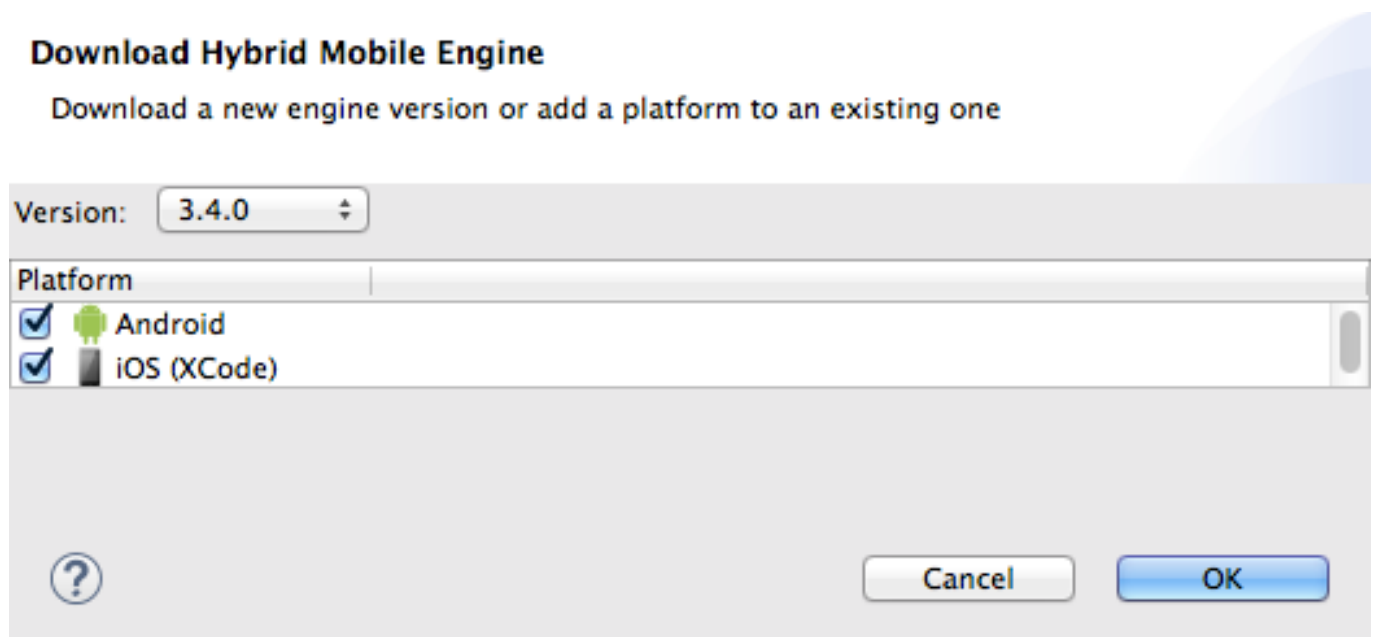 Download Hybrid Mobile Engine
Download a new engine version or add a platform to an existing one
Version: 3.4.0
Platform
Android
iOS (XCode)
?
Cancel OK